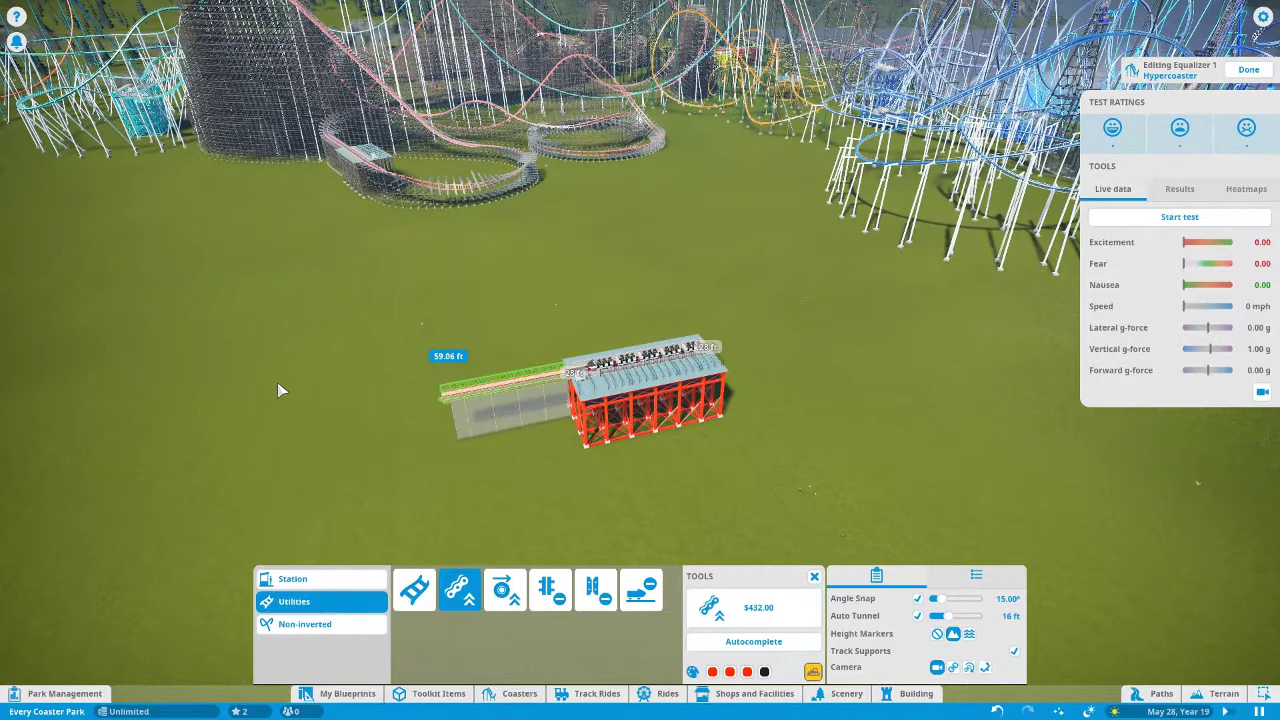 ?
Editing Equalizer 1
Hypercoaster
Done
TEST RATINGS
TOOLS
Live data
Results
Heatmaps
Start test
Excitement
0.00
Fear
0.00
Nausea
0.00
Speed
0 mph
Lateral g-force
0.00 g
Vertical g-force
1.00 g
Forward g-force
0.00 g
59.06 ft
28 ft
Station
Utilities
Non-inverted
TOOLS
$432.00
Autocomplete
Angle Snap
15.00°
Auto Tunnel
16 ft
Height Markers
Track Supports
Camera
Park Management
My Blueprints
Toolkit Items
Coasters
Track Rides
Rides
Shops and Facilities
Scenery
Building
Paths
Terrain
Every Coaster Park
Unlimited
2
0
May 28, Year 19